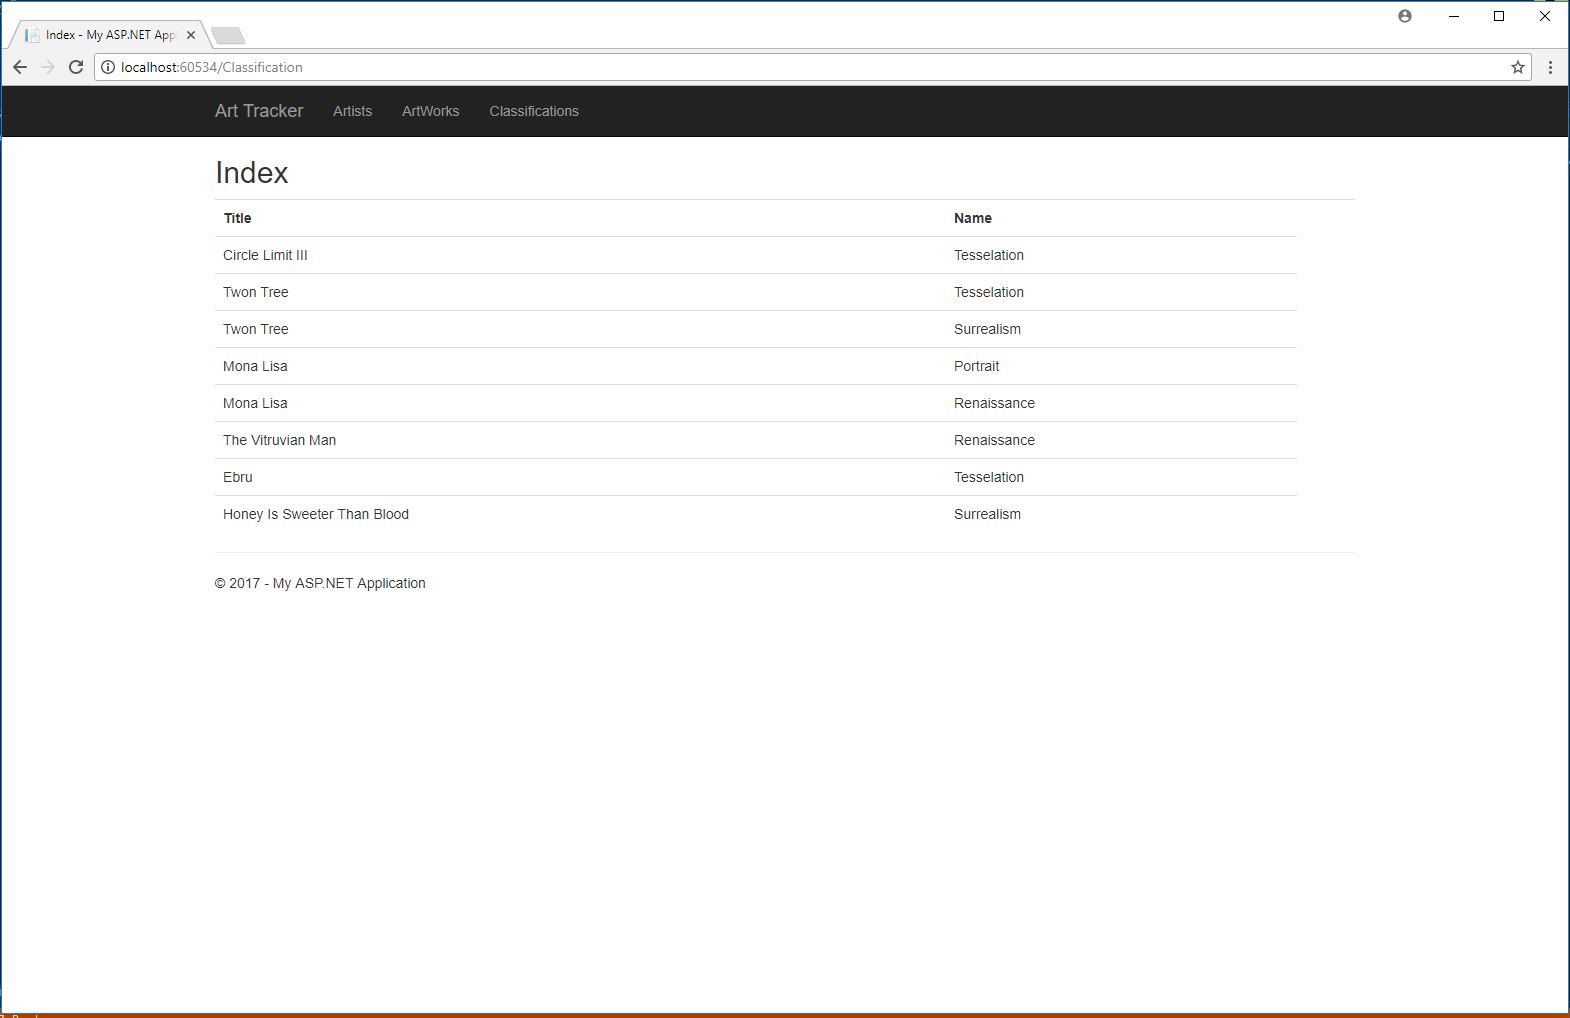 Index - My ASP.NET App
localhost:60534/Classification
Art Tracker Artists ArtWorks Classifications
Index
Title Name
Circle Limit III Tesselation
Twon Tree Tesselation
Twon Tree Surrealism
Mona Lisa Portrait
Mona Lisa Renaissance
The Vitruvian Man Renaissance
Ebru Tesselation
Honey Is Sweeter Than Blood Surrealism
© 2017 - My ASP.NET Application